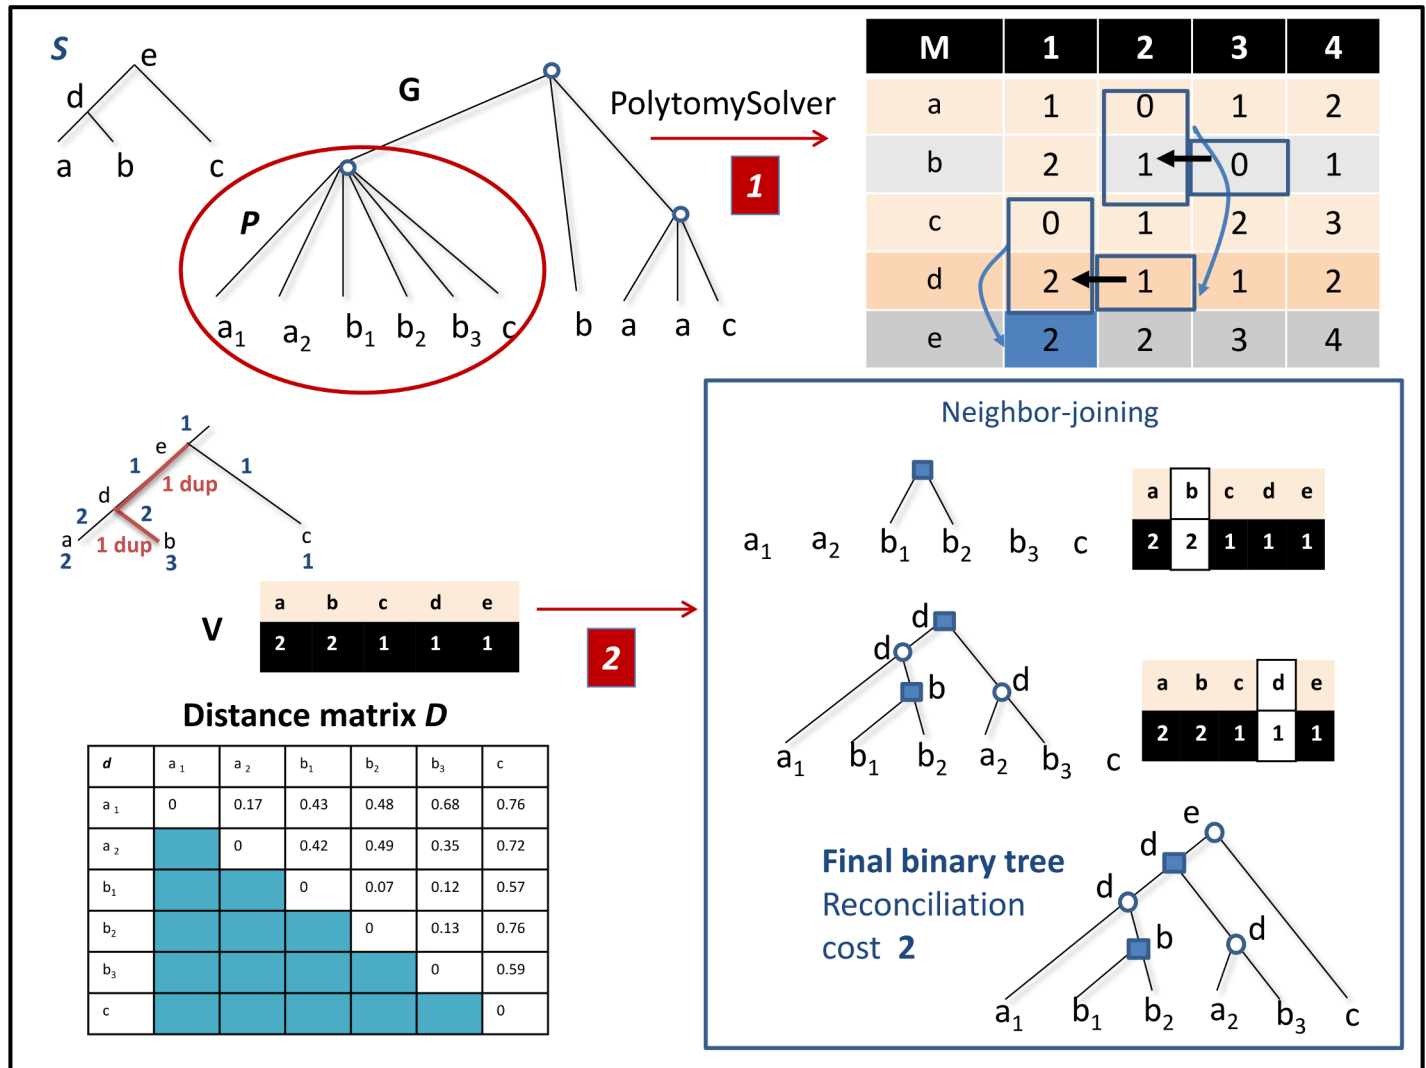 S
e
d
a b c
G
P
a1 a2 b1 b2 b3 c b a a c
PolytomySolver
1
M 1 2 3 4
a 1 0 1 2
b 2 1 0 1
c 0 1 2 3
d 2 1 1 2
e 2 2 3 4
1
e
1 1
1 dup
d
2 2
a 1 dup b c
2 3 1
V
a b c d e
2 2 1 1 1
2
Distance matrix D
d a1 a2 b1 b2 b3 c
a1 0 0.17 0.43 0.48 0.68 0.76
a2 0 0.42 0.49 0.35 0.72
b1 0 0.07 0.12 0.57
b2 0 0.13 0.76
b3 0 0.59
c 0
Neighbor-joining
a1 a2 b1 b2 b3 c
a b c d e
2 2 1 1 1
d
d
b d
a1 b1 b2 a2 b3 c
a b c d e
2 2 1 1 1
Final binary tree
Reconciliation
cost 2
e
d
d
b d
a1 b1 b2 a2 b3 c